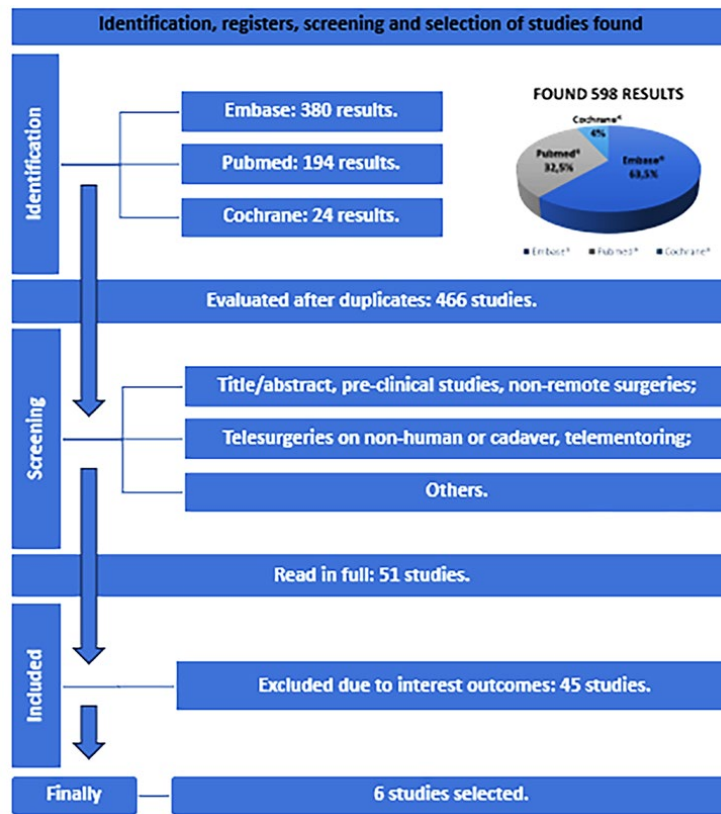 Identification, registers, screening and selection of studies found
Identification
Embase: 380 results.
Pubmed: 194 results.
Cochrane: 24 results.
FOUND 598 RESULTS
Cochrane®
4%
Pubmed®
32,5%
Embase®
63,5%
Embase® Pubmed® Cochrane®
Evaluated after duplicates: 466 studies.
Screening
Title/abstract, pre-clinical studies, non-remote surgeries;
Telesurgeries on non-human or cadaver, telementoring;
Others.
Read in full: 51 studies.
Included
Excluded due to interest outcomes: 45 studies.
Finally
6 studies selected.